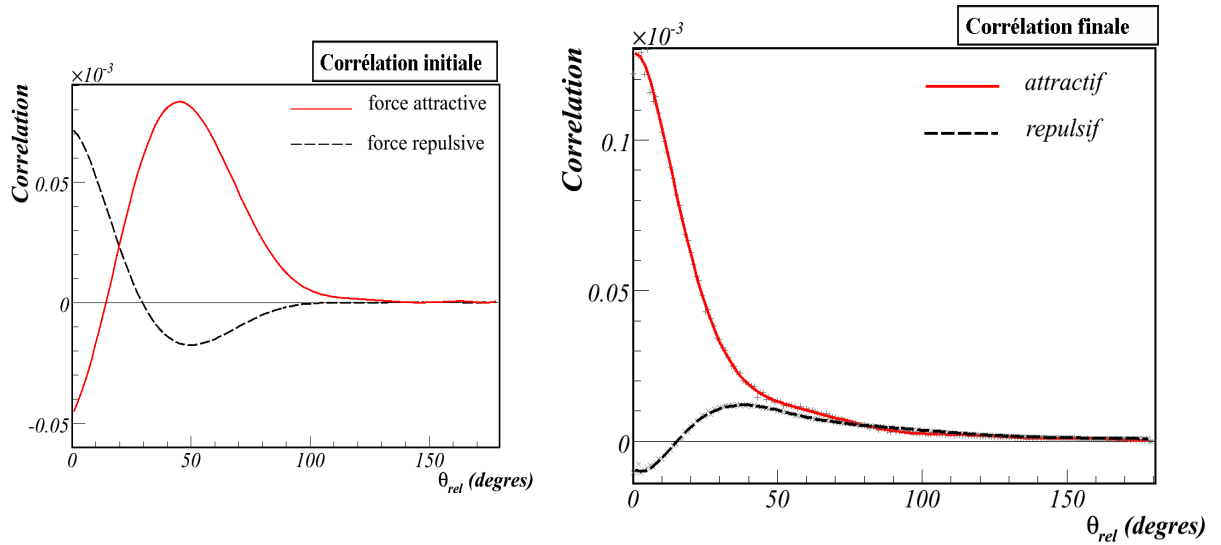 Corrélation initiale
×10-3
Correlation
force attractive
force repulsive
0.05
0
-0.05
0 50 100 150
θrel (degres)
Corrélation finale
×10-3
Correlation
attractif
repulsif
0.1
0.05
0
0 50 100 150
θrel (degres)